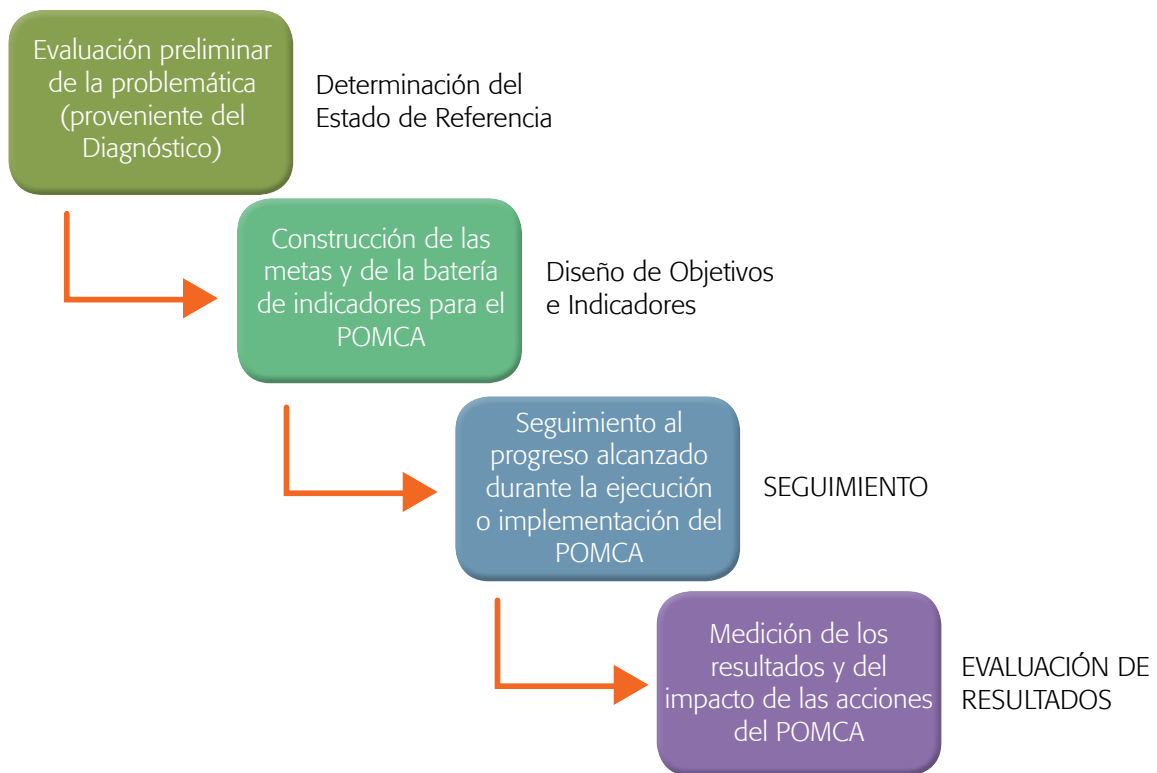 Evaluación preliminar
de la problemática
(proveniente del
Diagnóstico)
Determinación del
Estado de Referencia
Construcción de las
metas y de la batería
de indicadores para el
POMCA
Diseño de Objetivos
e Indicadores
Seguimiento al
progreso alcanzado
durante la ejecución
o implementación del
POMCA
SEGUIMIENTO
Medición de los
resultados y del
impacto de las acciones
del POMCA
EVALUACIÓN DE
RESULTADOS